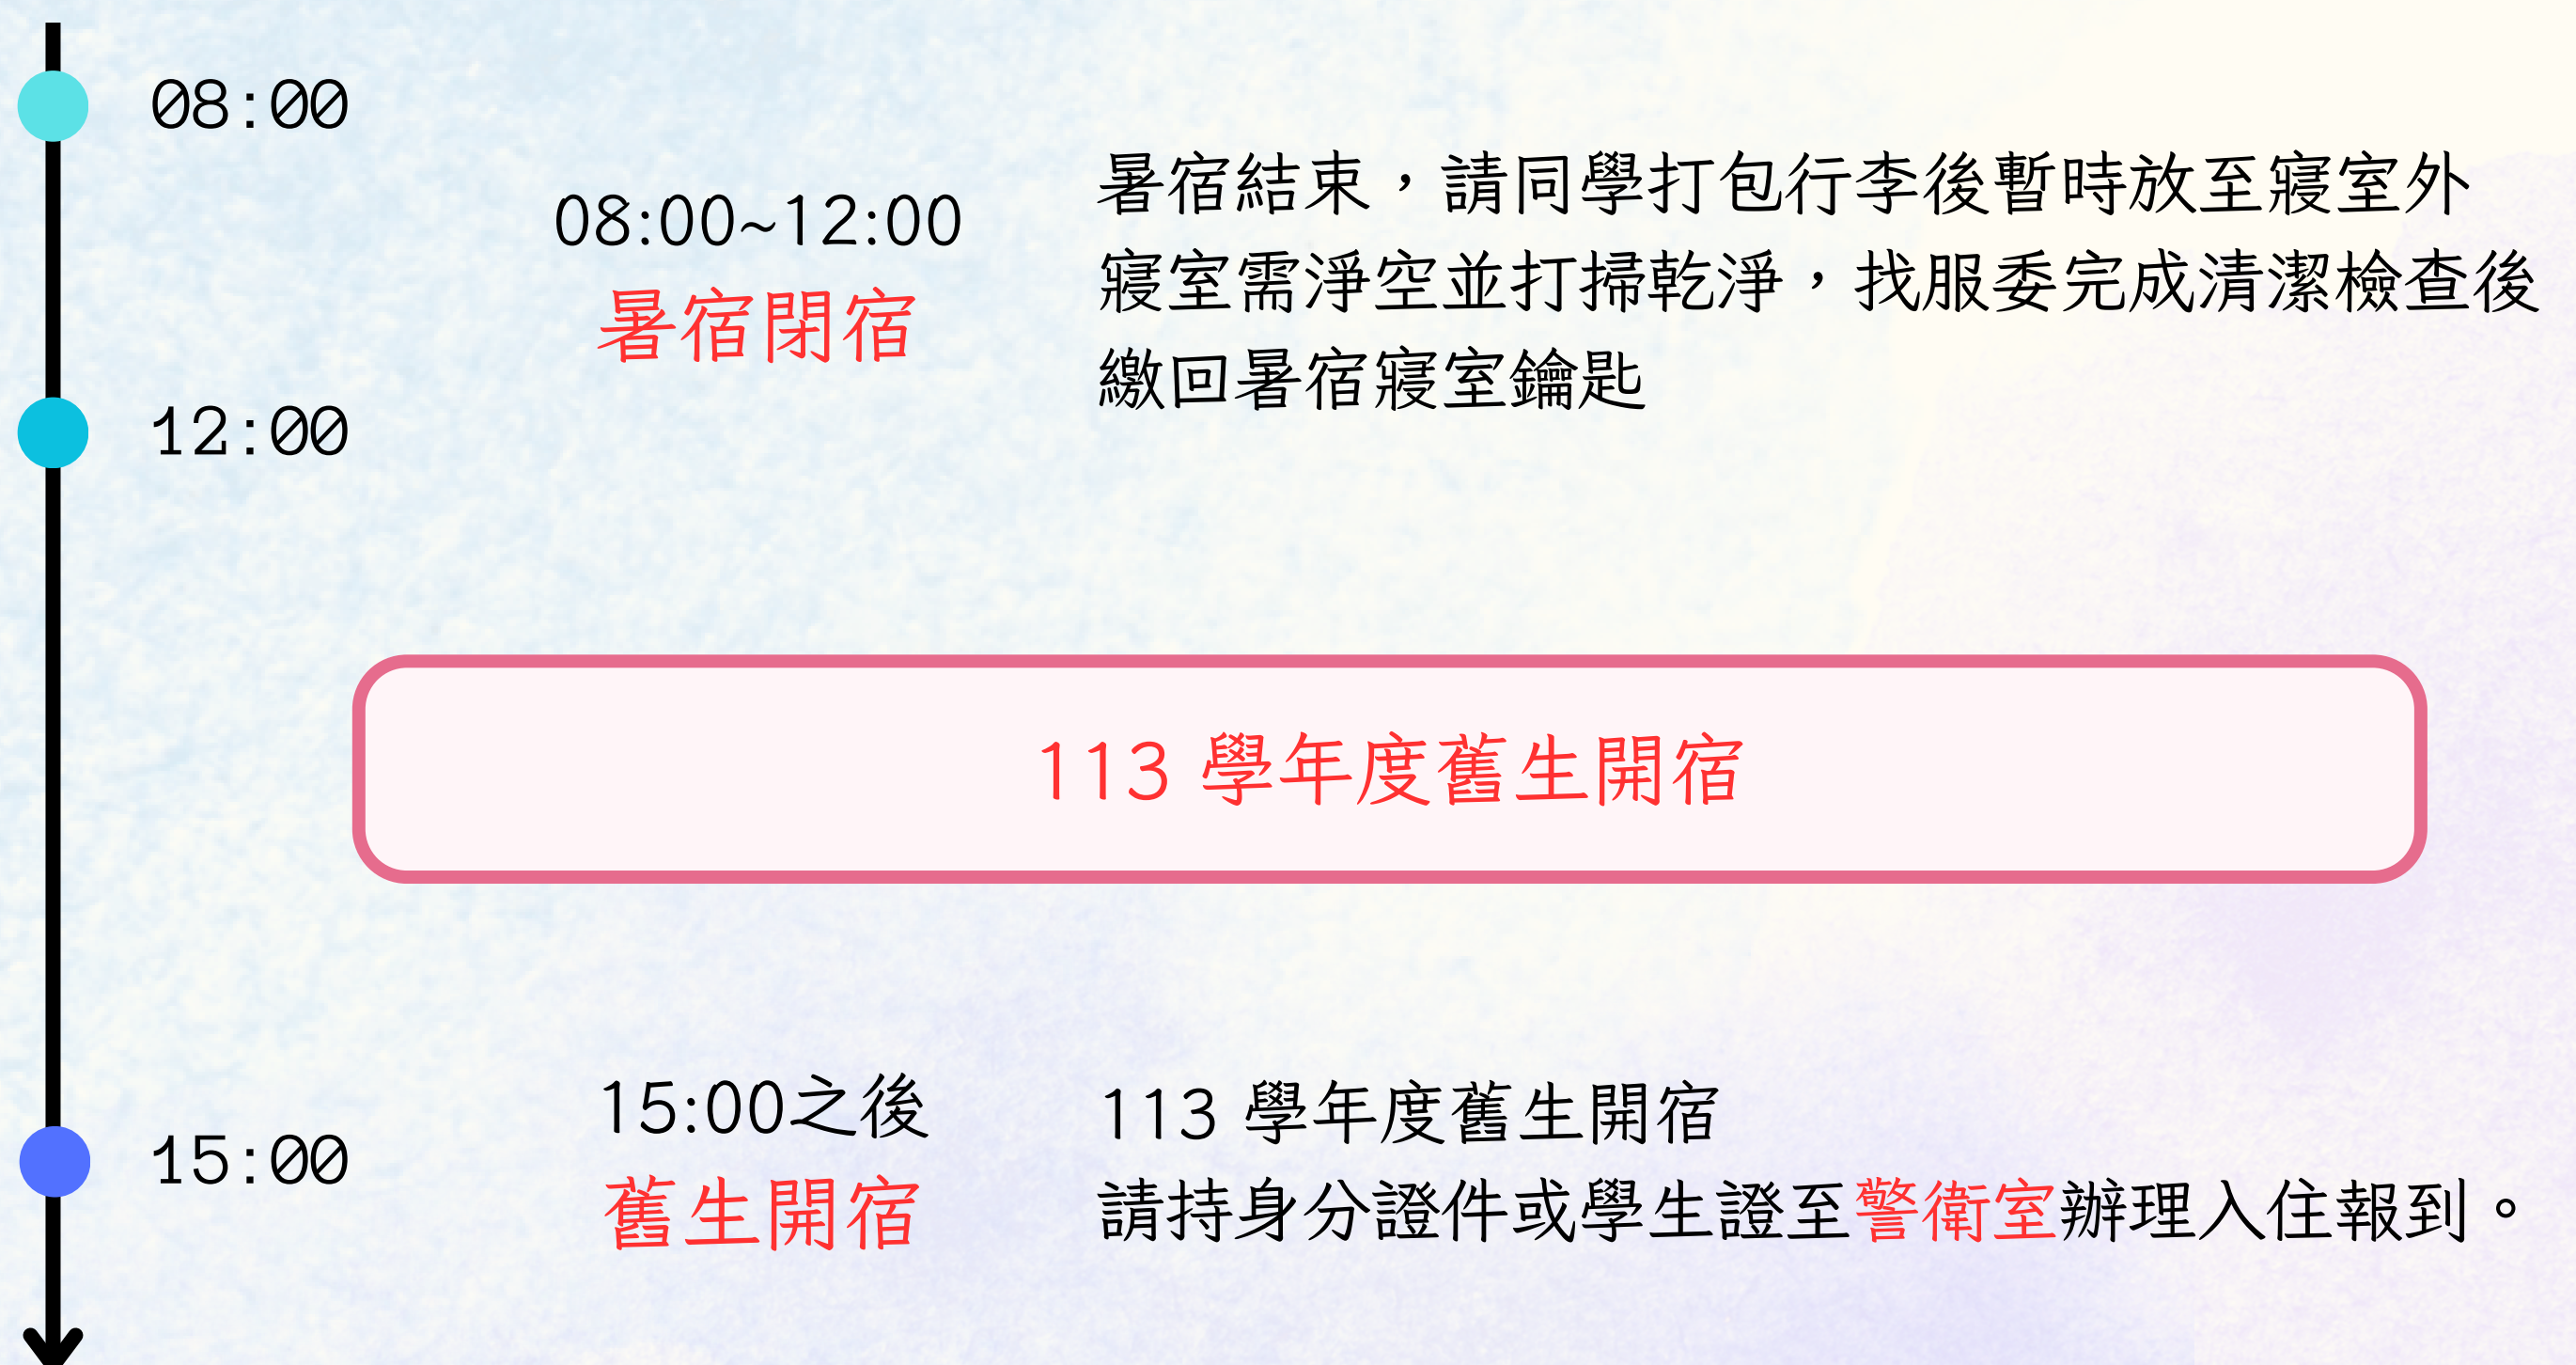 08:00
08:00~12:00
暑宿閉宿
暑宿結束，請同學打包行李後暫時放至寢室外
寢室需淨空並打掃乾淨，找服委完成清潔檢查後
繳回暑宿寢室鑰匙
12:00
113 學年度舊生開宿
15:00
15:00之後
舊生開宿
113 學年度舊生開宿
請持身分證件或學生證至警衛室辦理入住報到。